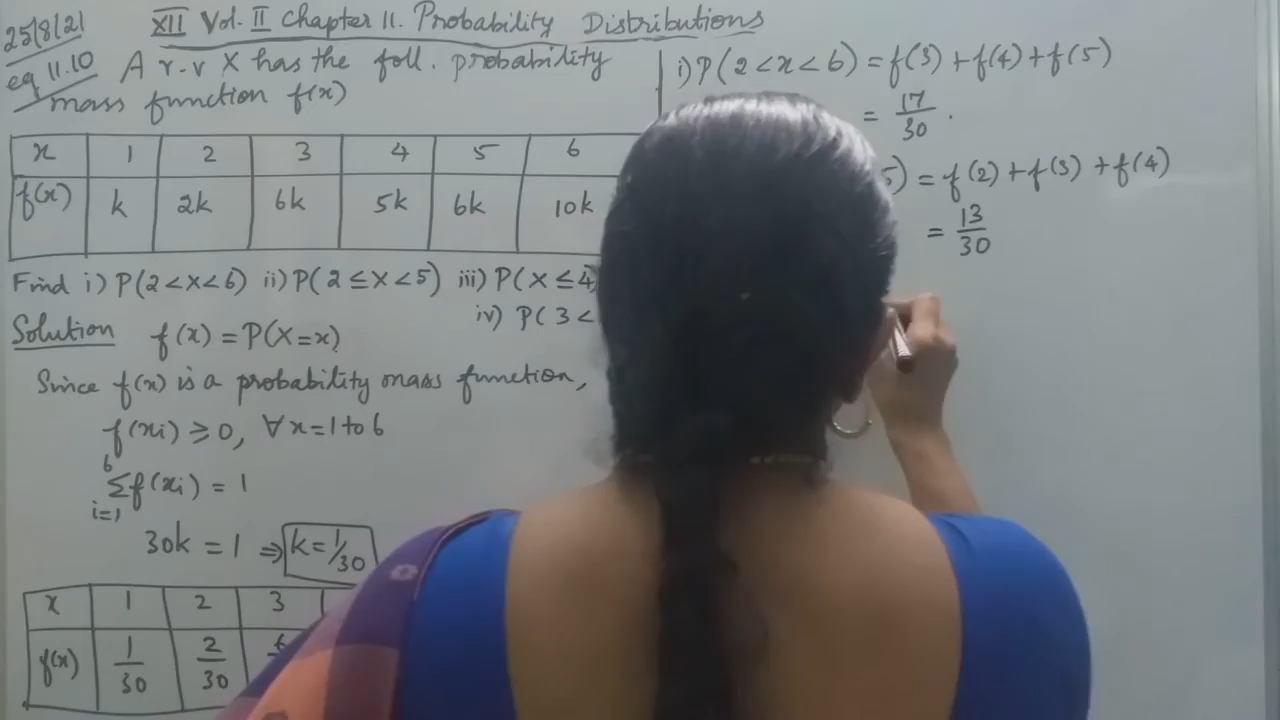 25/8/21
XII Vol. II Chapter 11. Probability Distributions
eg 11.10 A r.v X has the foll. probability
mass function f(x)
x 1 2 3 4 5 6
f(x) k 2k 6k 5k 6k 10k
Find i) P(2<x<6) ii) P(2≤X<5) iii) P(X≤4)
iv) P(3<
Solution f(x) = P(X=x)
Since f(x) is a probability mass function,
f(xi) ≥ 0, ∀ x=1 to 6
6
Σf(xi) = 1
i=1
30k = 1 ⇒ k=1/30
x 1 2 3
f(x) 1/30 2/30
i) P(2<x<6) = f(3) + f(4) + f(5)
= 17/30.
5) = f(2) + f(3) + f(4)
= 13/30